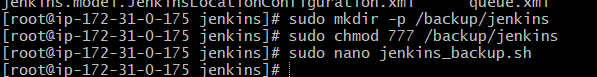 jenkins.model.JenkinsLocationConfiguration.xml queue.xml
[root@ip-172-31-0-175 jenkins]# sudo mkdir -p /backup/jenkins
[root@ip-172-31-0-175 jenkins]# sudo chmod 777 /backup/jenkins
[root@ip-172-31-0-175 jenkins]# sudo nano jenkins_backup.sh
[root@ip-172-31-0-175 jenkins]#